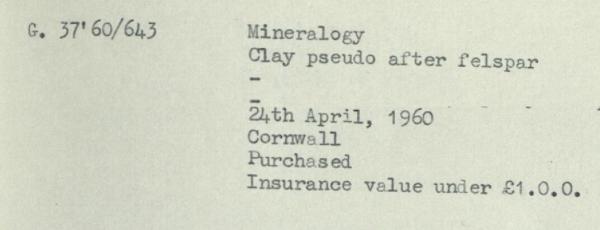 G. 37'60/643 Mineralogy
Clay pseudo after felspar
-
-
24th April, 1960
Cornwall
Purchased
Insurance value under £1.0.0.